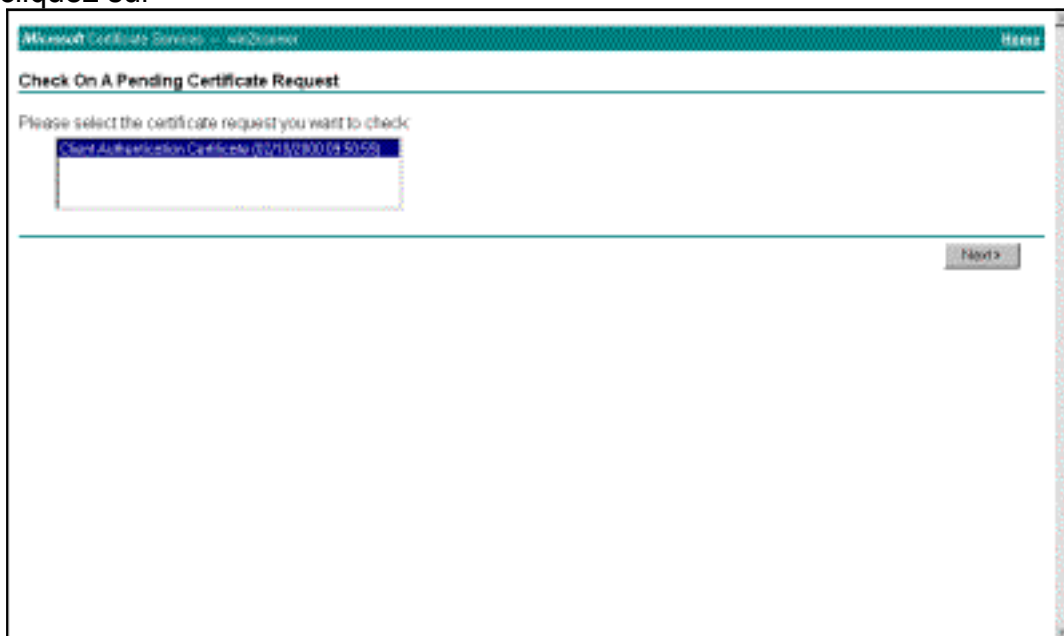 cliquez sur
Microsoft Certificate Services -- win2kserver Home
Check On A Pending Certificate Request
Please select the certificate request you want to check:
Client Authentication Certificate (02/18/2000 09:50:58)
Next >